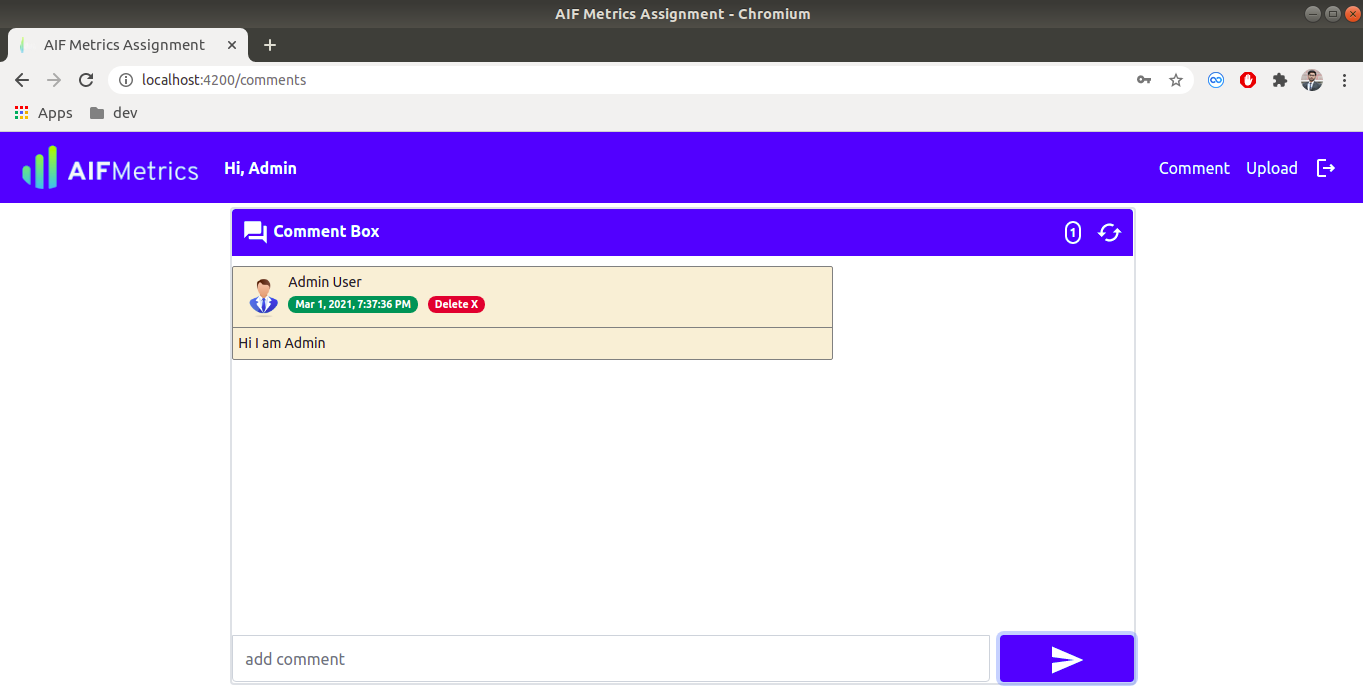 AIF Metrics Assignment - Chromium
AIF Metrics Assignment
localhost:4200/comments
Apps dev
AIFMetrics Hi, Admin Comment Upload
Comment Box 1
Admin User
Mar 1, 2021, 7:37:36 PM Delete X
Hi I am Admin
add comment